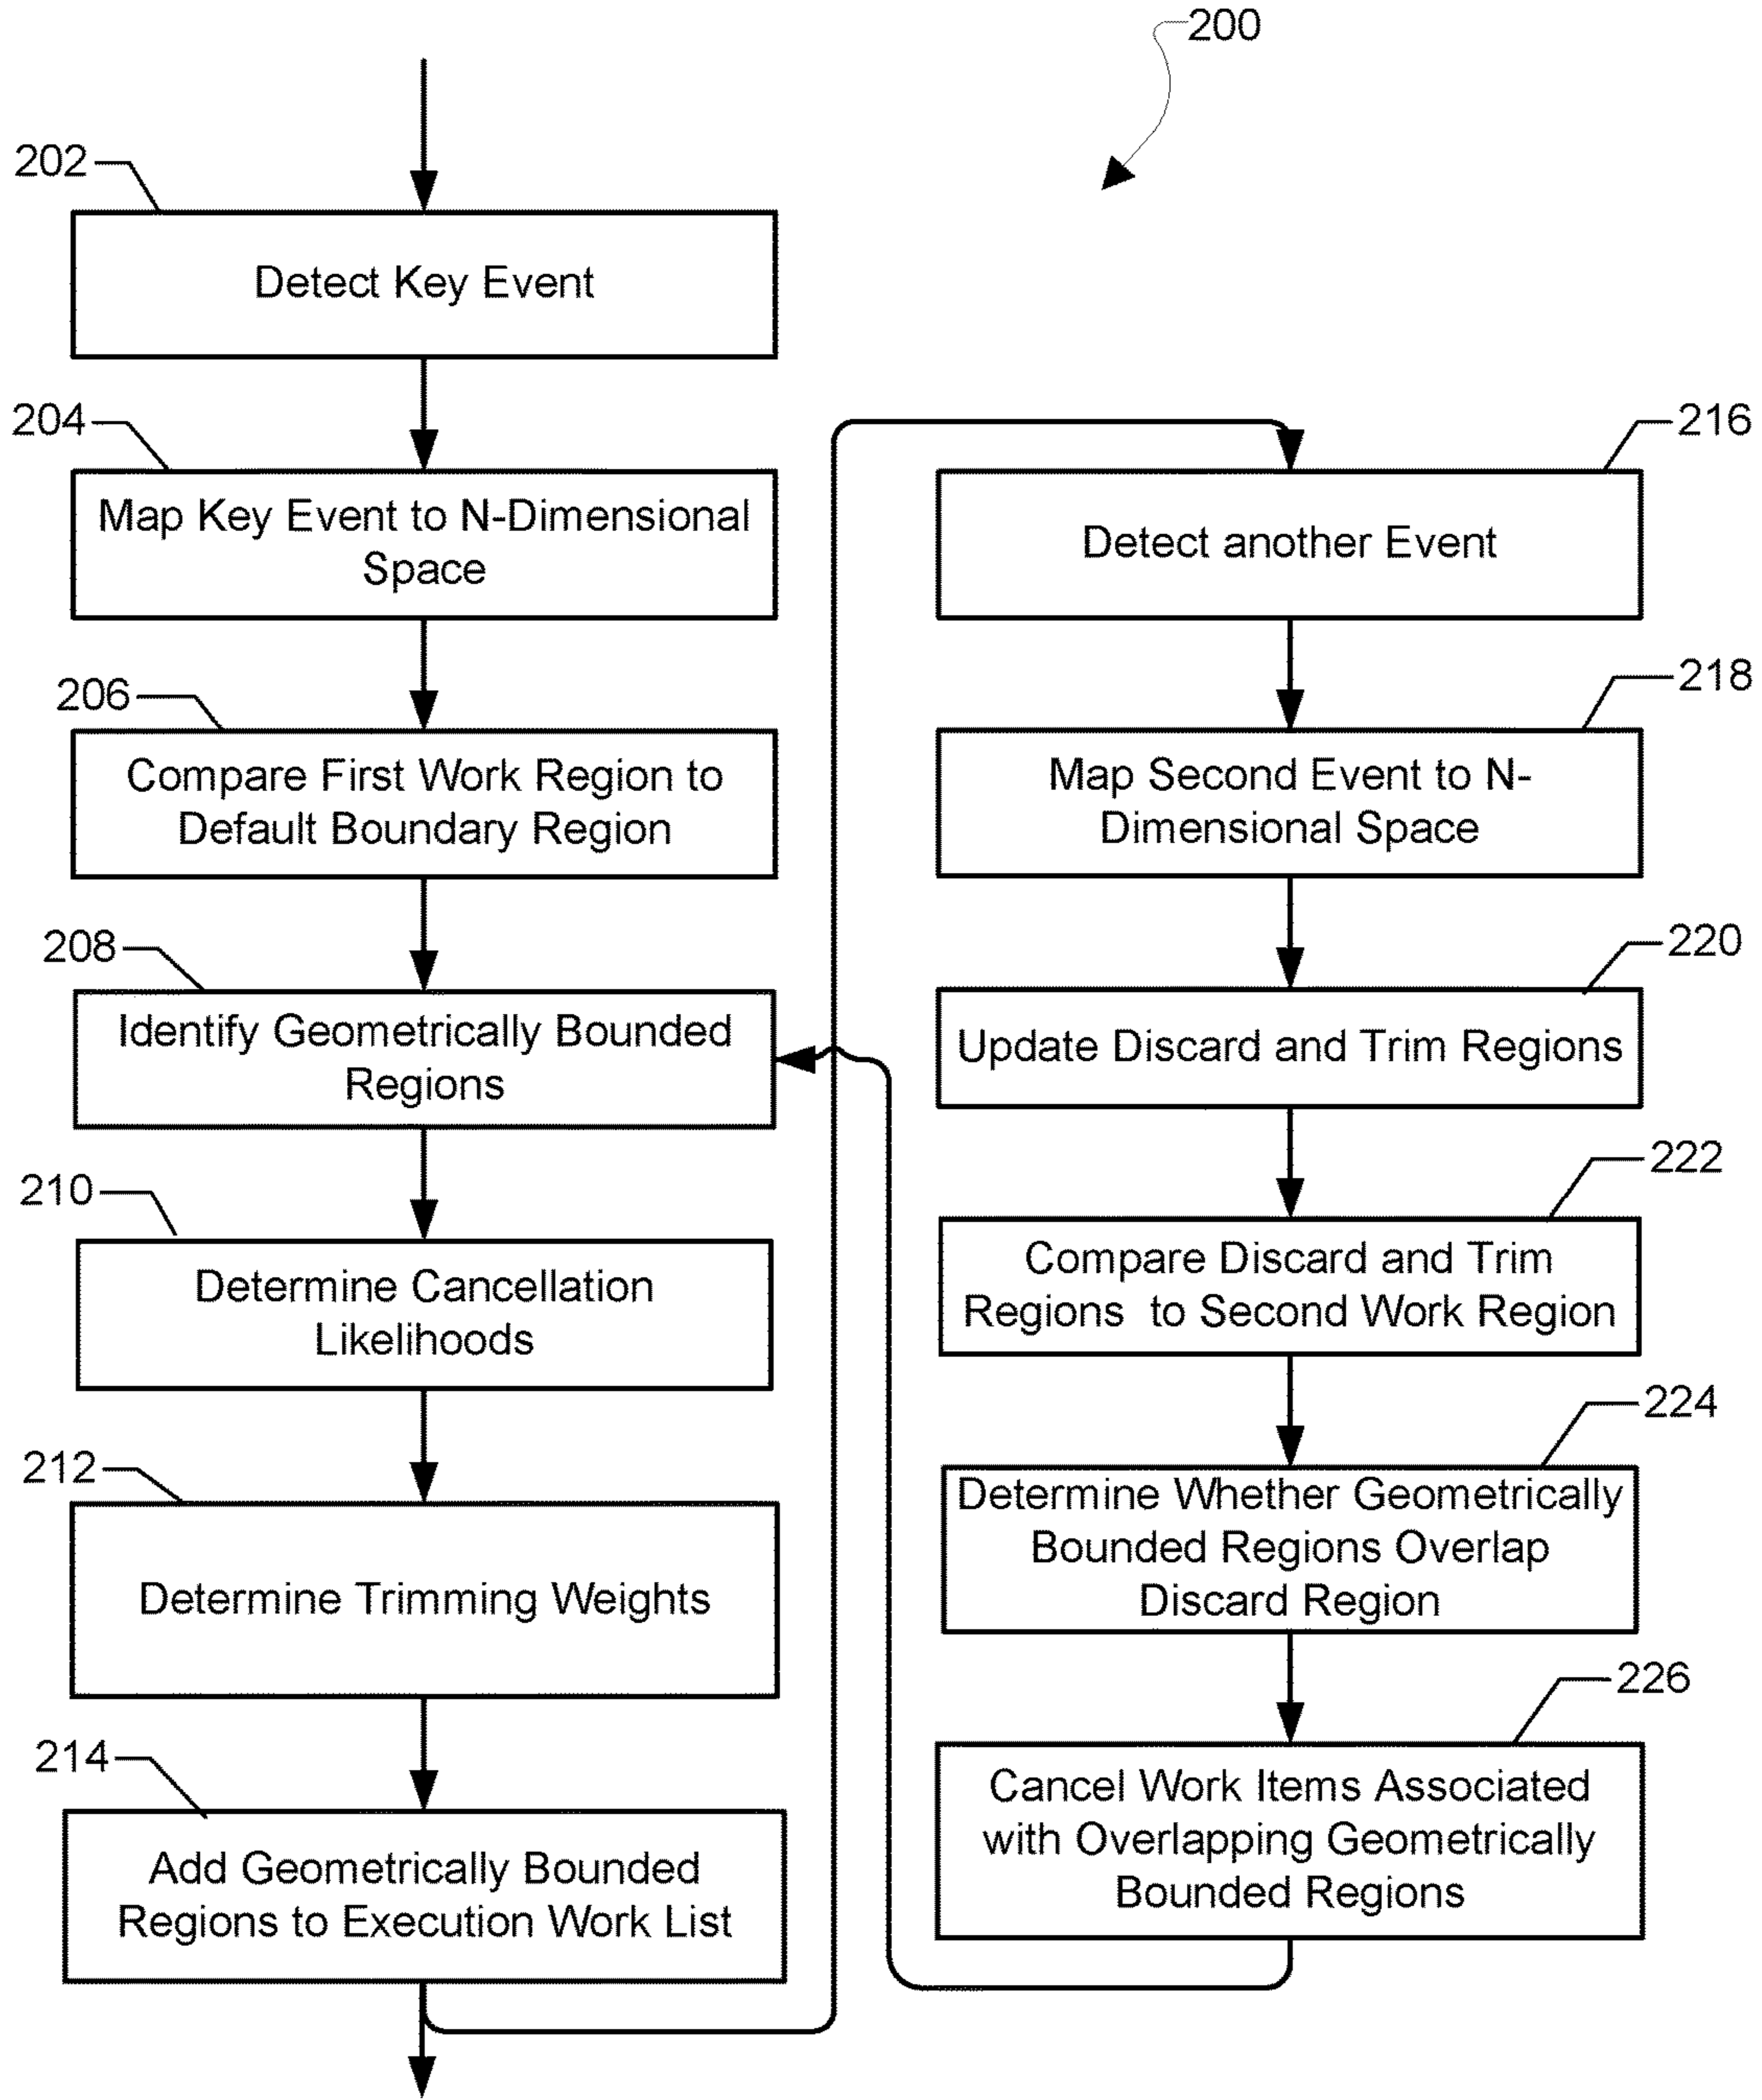 200
202
Detect Key Event
204
Map Key Event to N-Dimensional
Space
206
Compare First Work Region to
Default Boundary Region
208
Identify Geometrically Bounded
Regions
210
Determine Cancellation
Likelihoods
212
Determine Trimming Weights
214
Add Geometrically Bounded
Regions to Execution Work List
216
Detect another Event
218
Map Second Event to N-
Dimensional Space
220
Update Discard and Trim Regions
222
Compare Discard and Trim
Regions to Second Work Region
224
Determine Whether Geometrically
Bounded Regions Overlap
Discard Region
226
Cancel Work Items Associated
with Overlapping Geometrically
Bounded Regions